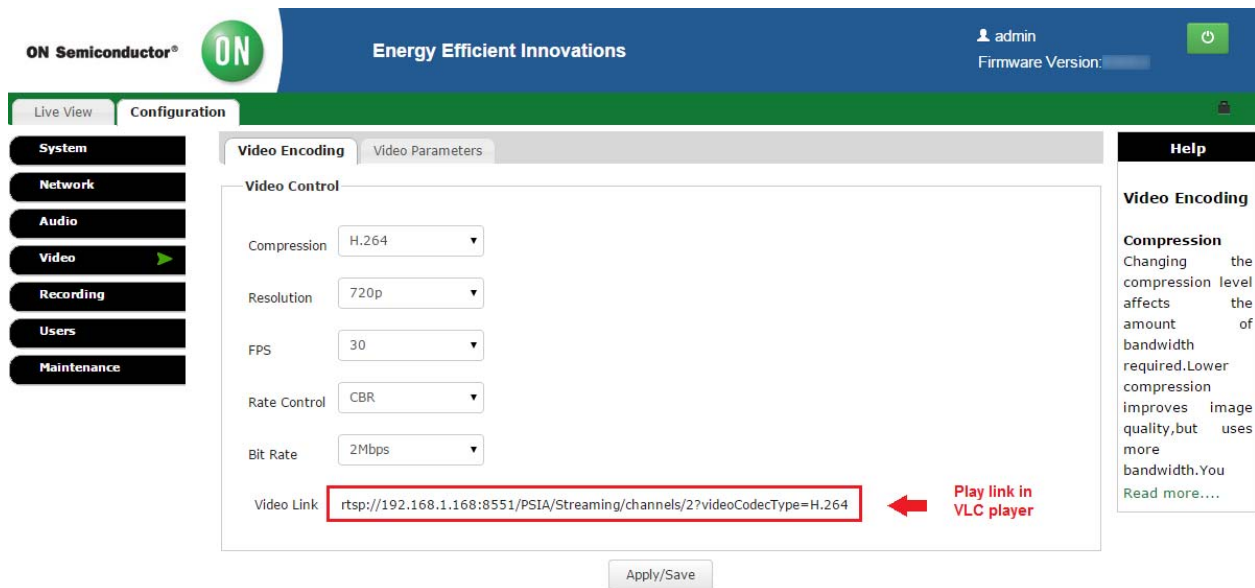 ON Semiconductor®
ON
Energy Efficient Innovations
admin
Firmware Version:
Live View
Configuration
System
Network
Audio
Video
Recording
Users
Maintenance
Video Encoding
Video Parameters
Video Control
Compression
H.264
Resolution
720p
FPS
30
Rate Control
CBR
Bit Rate
2Mbps
Video Link
rtsp://192.168.1.168:8551/PSIA/Streaming/channels/2?videoCodecType=H.264
Play link in
VLC player
Apply/Save
Help
Video Encoding
Compression
Changing the
compression level
affects the
amount of
bandwidth
required.Lower
compression
improves image
quality,but uses
more
bandwidth.You
Read more....